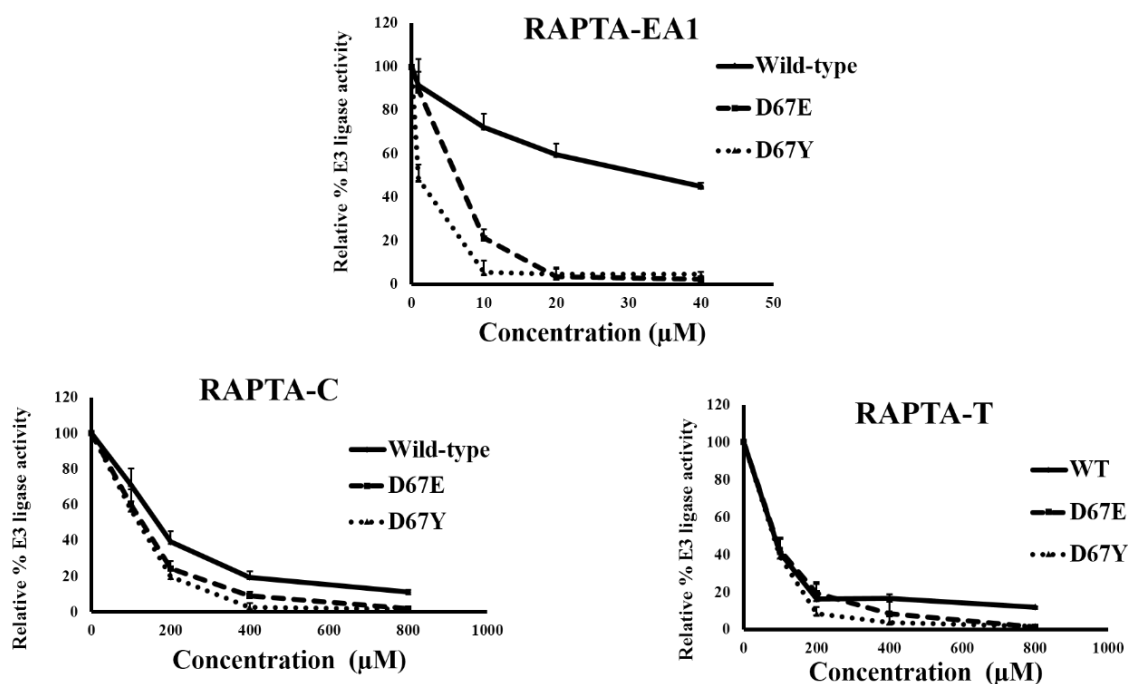 RAPTA-EA1
Relative % E3 ligase activity
120
100
80
60
40
20
0
0 10 20 30 40 50
Concentration (µM)
Wild-type
D67E
D67Y
RAPTA-C
Relative % E3 ligase activity
120
100
80
60
40
20
0
0 200 400 600 800 1000
Concentration (µM)
Wild-type
D67E
D67Y
RAPTA-T
Relative % E3 ligase activity
120
100
80
60
40
20
0
0 200 400 600 800 1000
Concentration (µM)
WT
D67E
D67Y